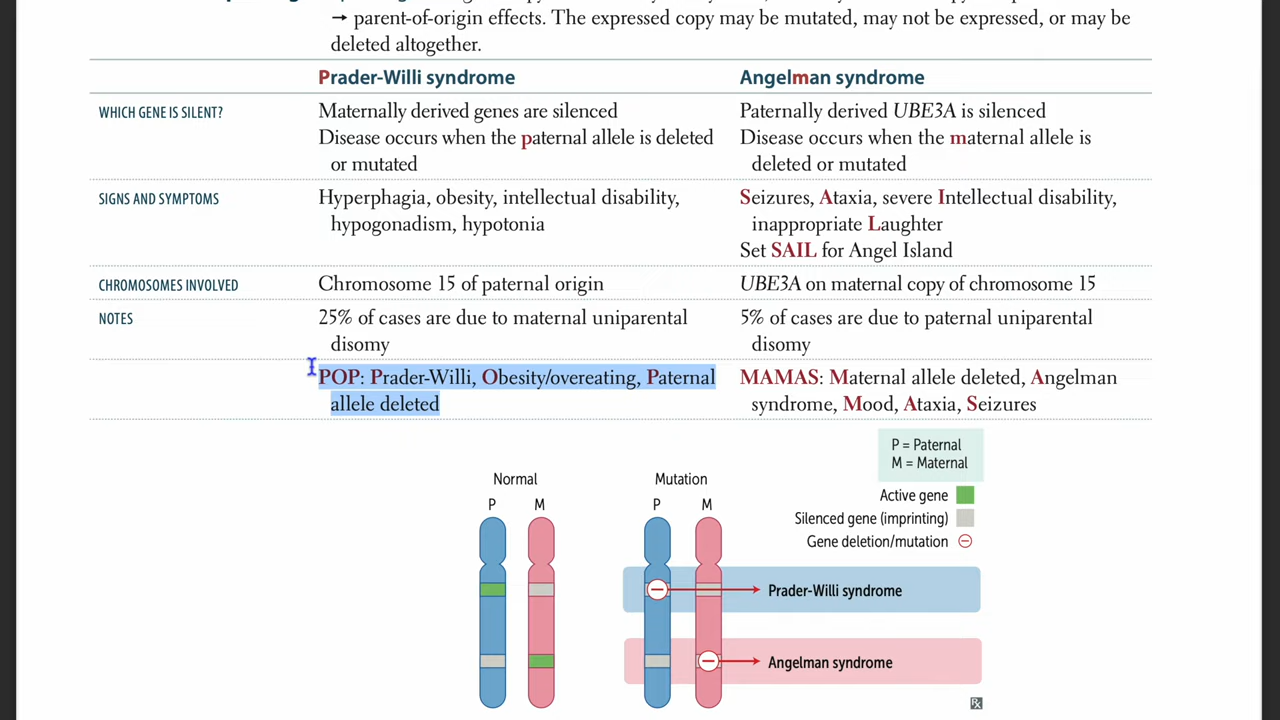 → parent-of-origin effects. The expressed copy may be mutated, may not be expressed, or may be
deleted altogether.
Prader-Willi syndrome
Angelman syndrome
WHICH GENE IS SILENT?
Maternally derived genes are silenced
Disease occurs when the paternal allele is deleted
or mutated
Paternally derived UBE3A is silenced
Disease occurs when the maternal allele is
deleted or mutated
SIGNS AND SYMPTOMS
Hyperphagia, obesity, intellectual disability,
hypogonadism, hypotonia
Seizures, Ataxia, severe Intellectual disability,
inappropriate Laughter
Set SAIL for Angel Island
CHROMOSOMES INVOLVED
Chromosome 15 of paternal origin
UBE3A on maternal copy of chromosome 15
NOTES
25% of cases are due to maternal uniparental
disomy
5% of cases are due to paternal uniparental
disomy
POP: Prader-Willi, Obesity/overeating, Paternal
allele deleted
MAMAS: Maternal allele deleted, Angelman
syndrome, Mood, Ataxia, Seizures
P = Paternal
M = Maternal
Normal
Mutation
P M
P M
Active gene
Silenced gene (imprinting)
Gene deletion/mutation
Prader-Willi syndrome
Angelman syndrome
Rx